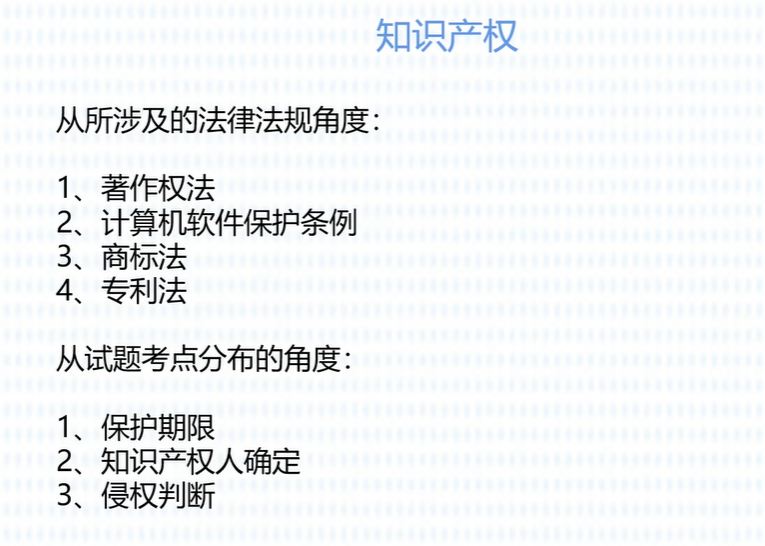 知识产权
从所涉及的法律法规角度：
1、著作权法
2、计算机软件保护条例
3、商标法
4、专利法
从试题考点分布的角度：
1、保护期限
2、知识产权人确定
3、侵权判断